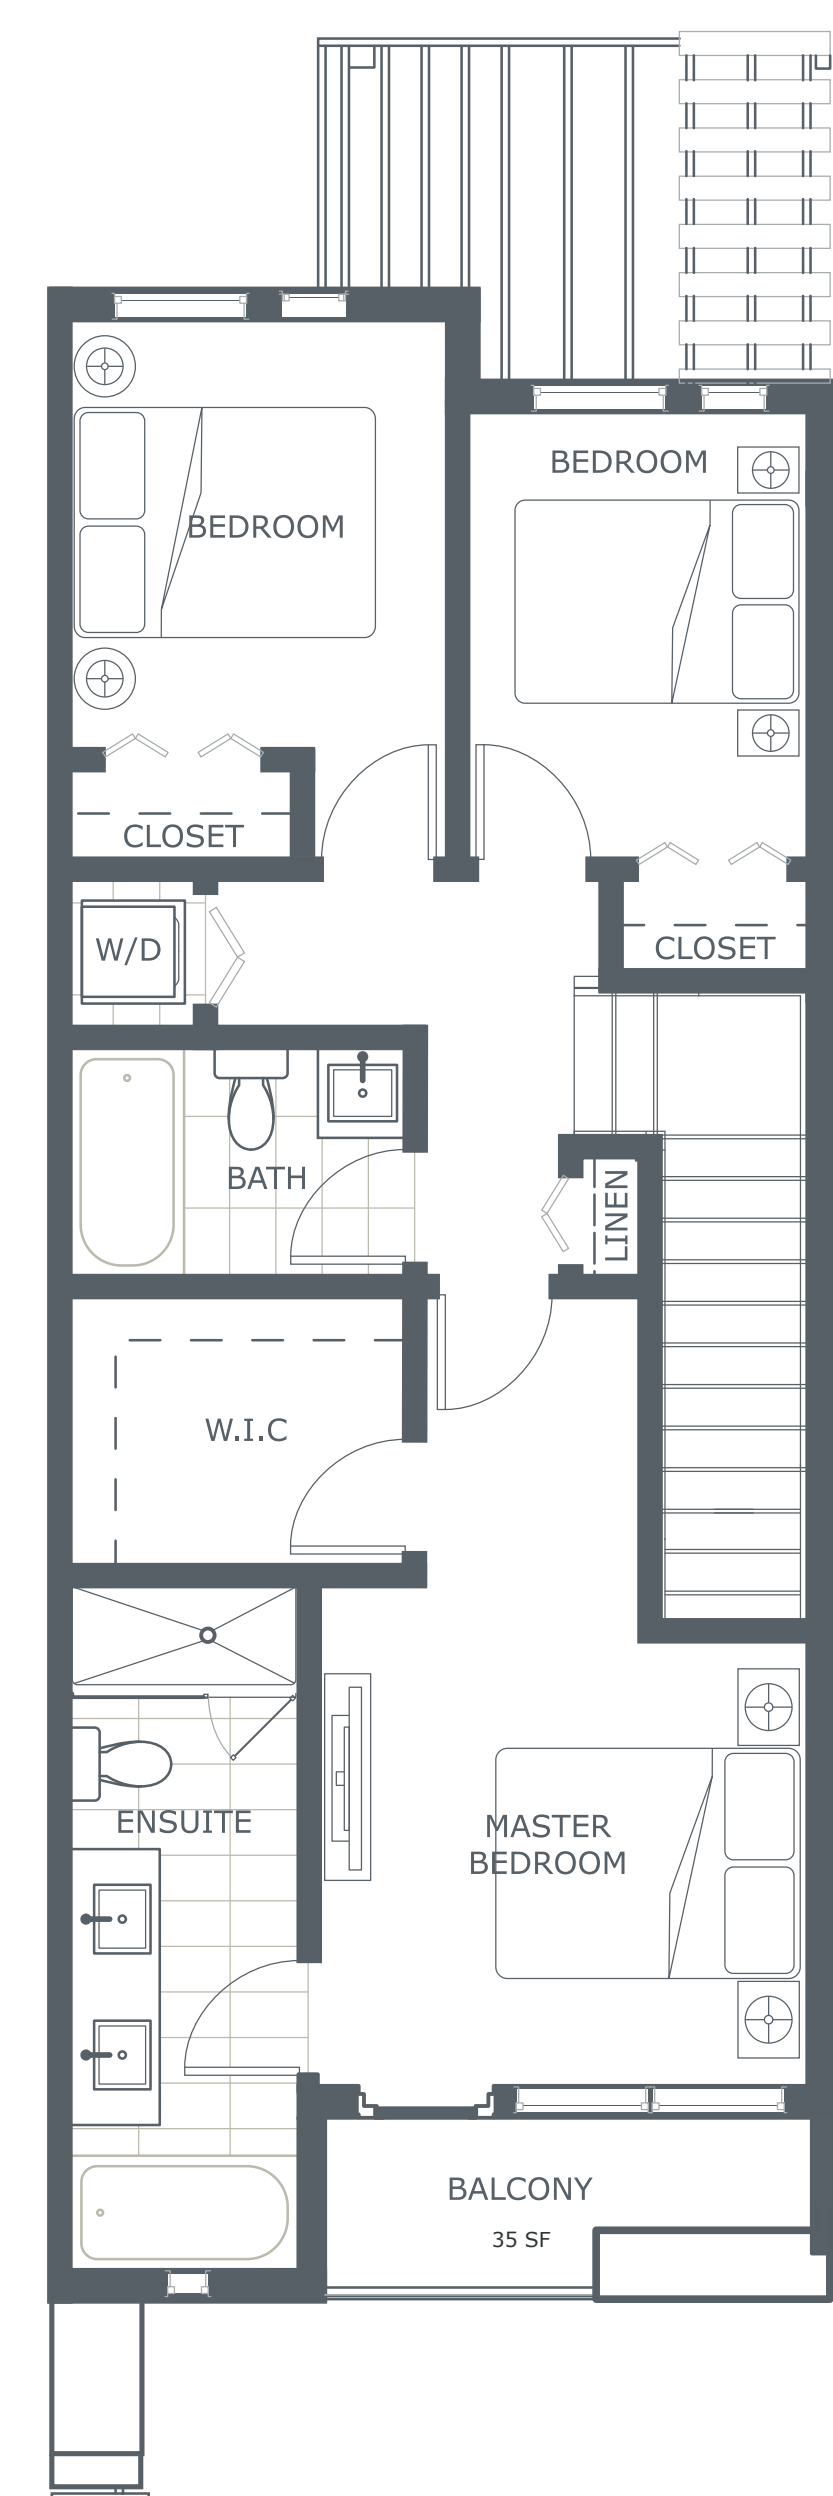 BEDROOM
BEDROOM
CLOSET
W/D
CLOSET
BATH
LINEN
W.I.C
ENSUITE
MASTER
BEDROOM
BALCONY
35 SF